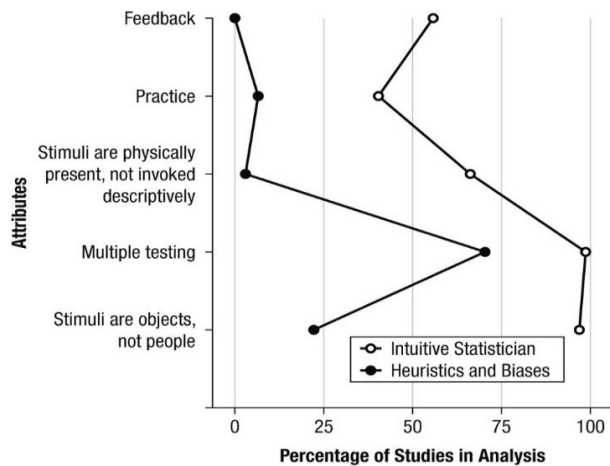 Feedback
Practice
Stimuli are physically
present, not invoked
descriptively
Multiple testing
Stimuli are objects,
not people
Attributes
Intuitive Statistician
Heuristics and Biases
0 25 50 75 100
Percentage of Studies in Analysis